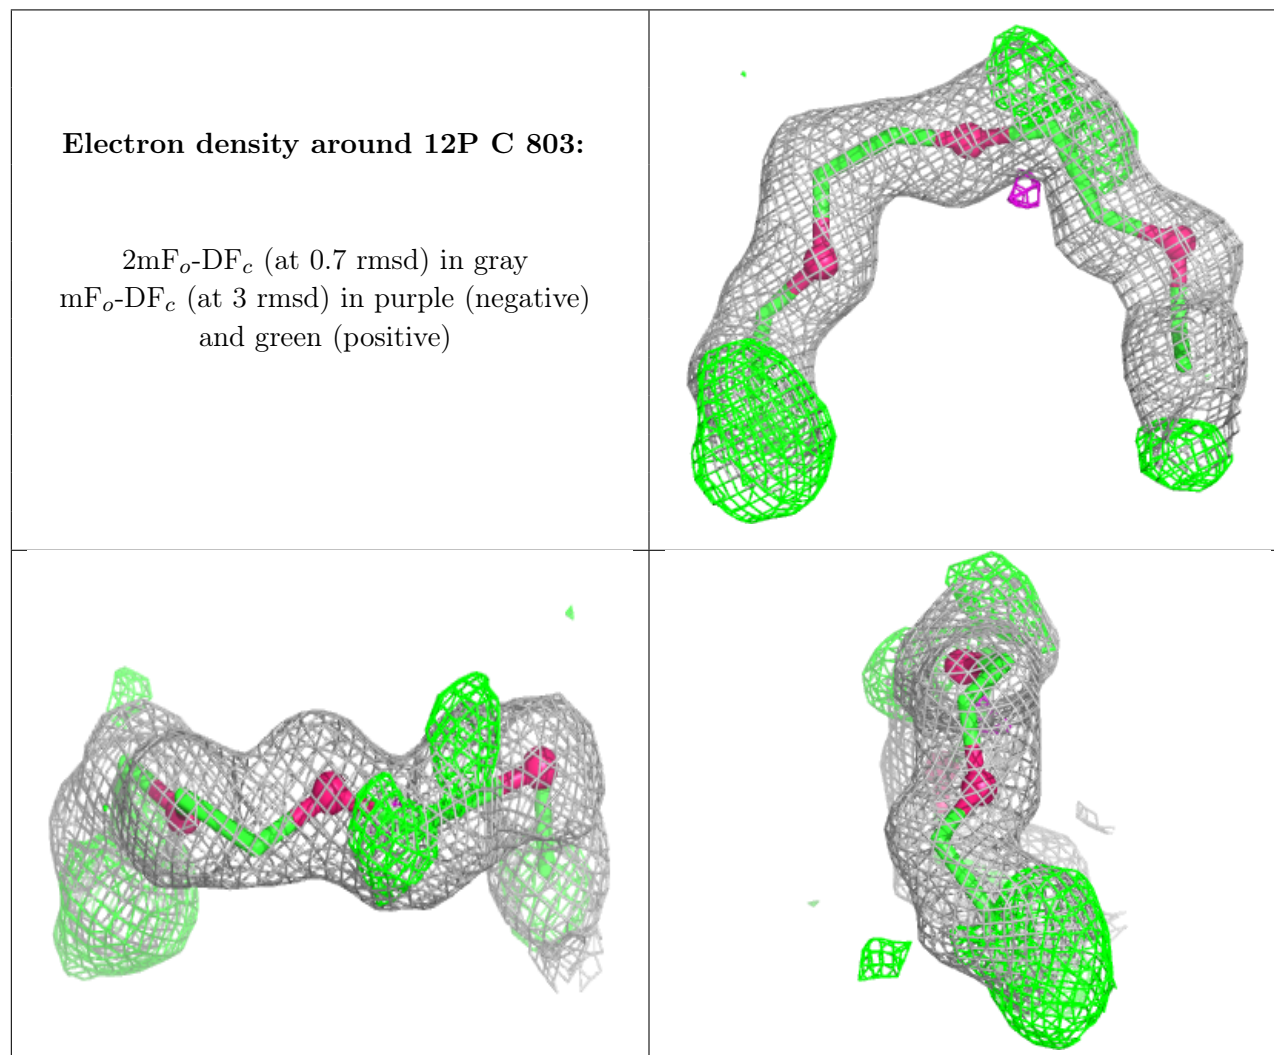 Electron density around 12P C 803:
2mFo-DFc (at 0.7 rmsd) in gray
mFo-DFc (at 3 rmsd) in purple (negative)
and green (positive)